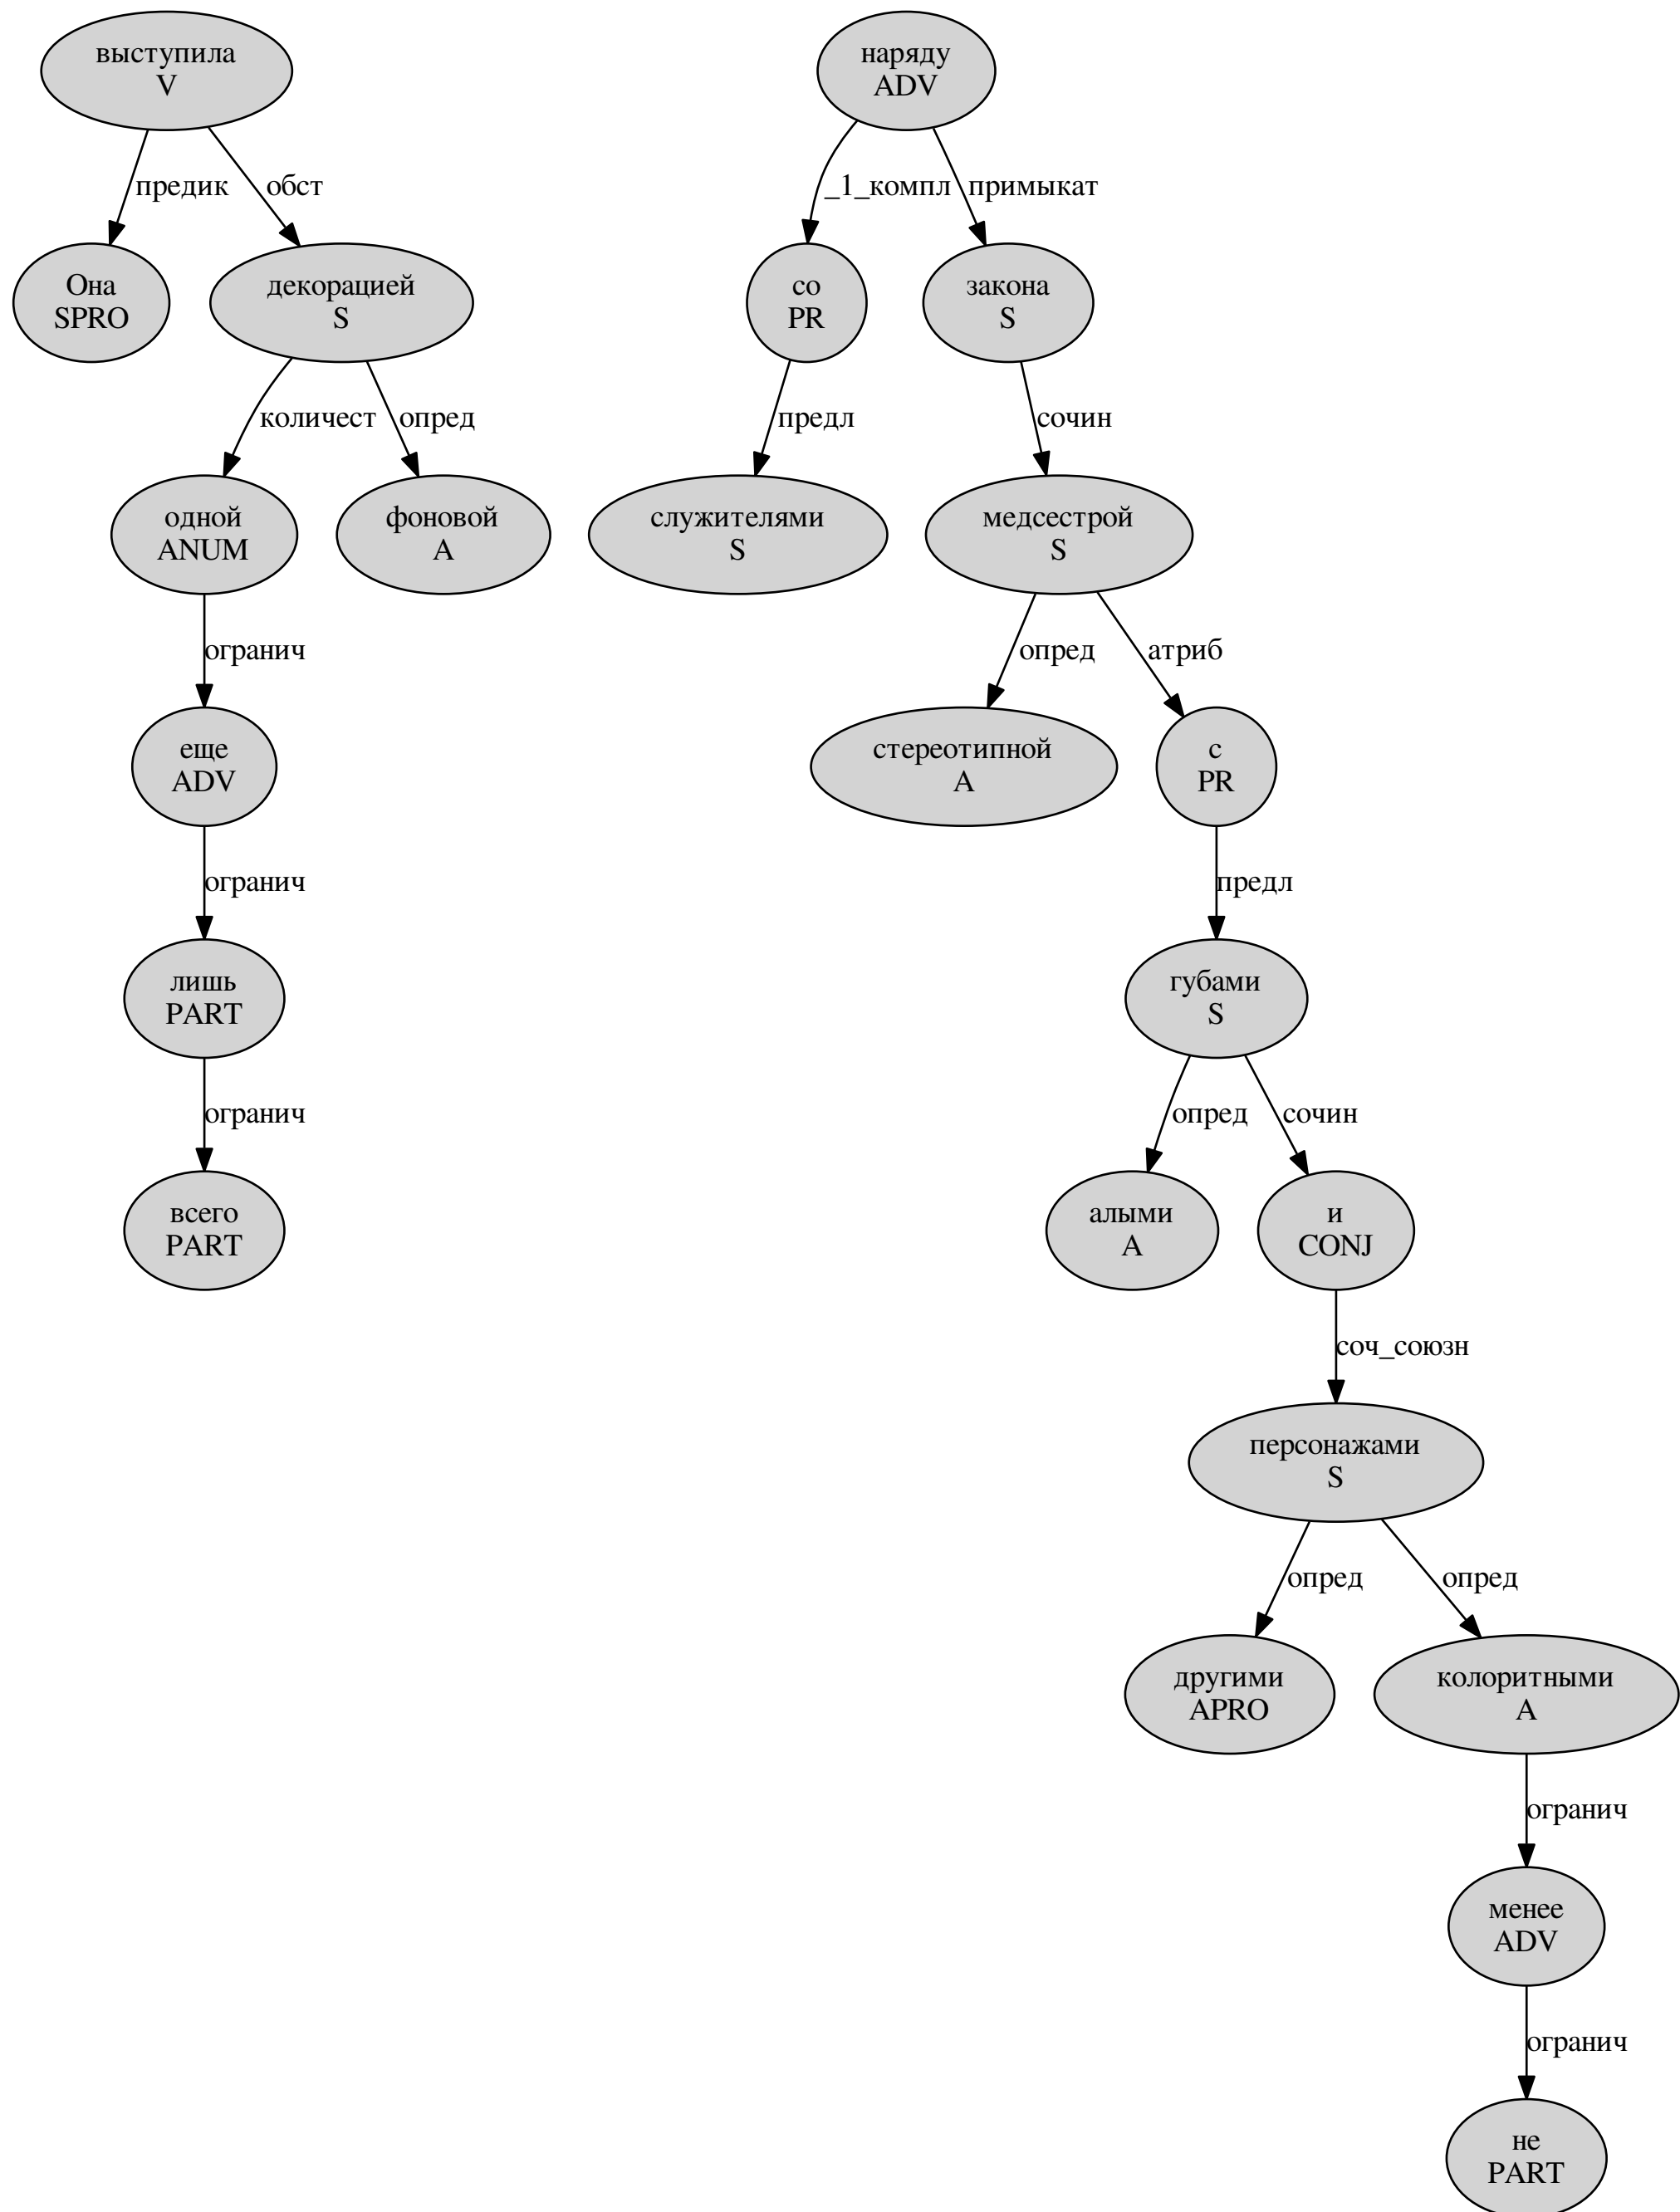 выступила
V
наряду
ADV
предик
обст
_1_компл
примыкат
Она
SPRO
декорацией
S
со
PR
закона
S
количест
опред
предл
сочин
одной
ANUM
фоновой
A
служителями
S
медсестрой
S
огранич
опред
атриб
еще
ADV
стереотипной
A
с
PR
огранич
предл
лишь
PART
губами
S
огранич
опред
сочин
всего
PART
алыми
A
и
CONJ
соч_союзн
персонажами
S
опред
опред
другими
APRO
колоритными
A
огранич
менее
ADV
огранич
не
PART